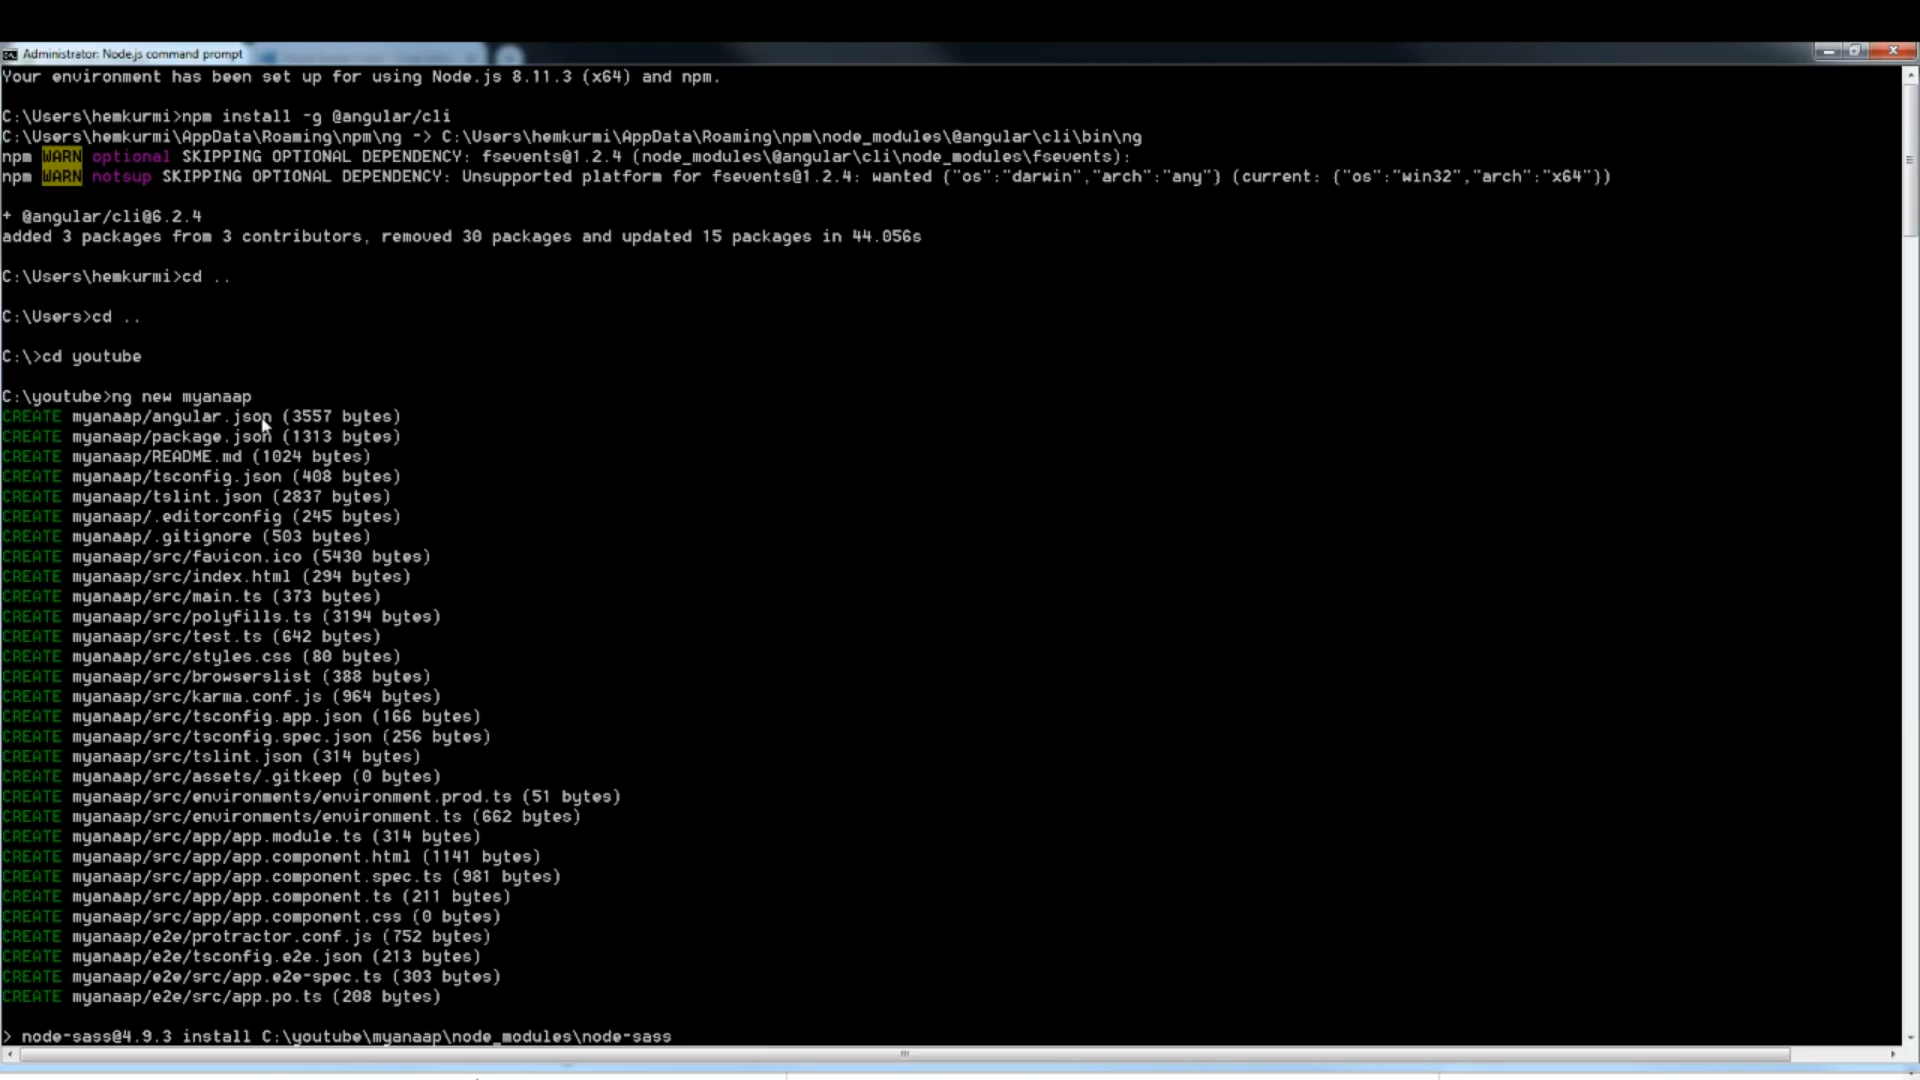 Administrator: Node.js command prompt
Your environment has been set up for using Node.js 8.11.3 (x64) and npm.
C:\Users\hemkurmi>npm install -g @angular/cli
C:\Users\hemkurmi\AppData\Roaming\npm\ng -> C:\Users\hemkurmi\AppData\Roaming\npm\node_modules\@angular\cli\bin\ng
npm WARN optional SKIPPING OPTIONAL DEPENDENCY: fsevents@1.2.4 (node_modules\@angular\cli\node_modules\fsevents):
npm WARN notsup SKIPPING OPTIONAL DEPENDENCY: Unsupported platform for fsevents@1.2.4: wanted {"os":"darwin","arch":"any"} (current: {"os":"win32","arch":"x64"})
+ @angular/cli@6.2.4
added 3 packages from 3 contributors, removed 30 packages and updated 15 packages in 44.056s
C:\Users\hemkurmi>cd ..
C:\Users>cd ..
C:\>cd youtube
C:\youtube>ng new myanaap
CREATE myanaap/angular.json (3557 bytes)
CREATE myanaap/package.json (1313 bytes)
CREATE myanaap/README.md (1024 bytes)
CREATE myanaap/tsconfig.json (408 bytes)
CREATE myanaap/tslint.json (2837 bytes)
CREATE myanaap/.editorconfig (245 bytes)
CREATE myanaap/.gitignore (503 bytes)
CREATE myanaap/src/favicon.ico (5430 bytes)
CREATE myanaap/src/index.html (294 bytes)
CREATE myanaap/src/main.ts (373 bytes)
CREATE myanaap/src/polyfills.ts (3194 bytes)
CREATE myanaap/src/test.ts (642 bytes)
CREATE myanaap/src/styles.css (80 bytes)
CREATE myanaap/src/browserslist (388 bytes)
CREATE myanaap/src/karma.conf.js (964 bytes)
CREATE myanaap/src/tsconfig.app.json (166 bytes)
CREATE myanaap/src/tsconfig.spec.json (256 bytes)
CREATE myanaap/src/tslint.json (314 bytes)
CREATE myanaap/src/assets/.gitkeep (0 bytes)
CREATE myanaap/src/environments/environment.prod.ts (51 bytes)
CREATE myanaap/src/environments/environment.ts (662 bytes)
CREATE myanaap/src/app/app.module.ts (314 bytes)
CREATE myanaap/src/app/app.component.html (1141 bytes)
CREATE myanaap/src/app/app.component.spec.ts (981 bytes)
CREATE myanaap/src/app/app.component.ts (211 bytes)
CREATE myanaap/src/app/app.component.css (0 bytes)
CREATE myanaap/e2e/protractor.conf.js (752 bytes)
CREATE myanaap/e2e/tsconfig.e2e.json (213 bytes)
CREATE myanaap/e2e/src/app.e2e-spec.ts (303 bytes)
CREATE myanaap/e2e/src/app.po.ts (208 bytes)
> node-sass@4.9.3 install C:\youtube\myanaap\node_modules\node-sass